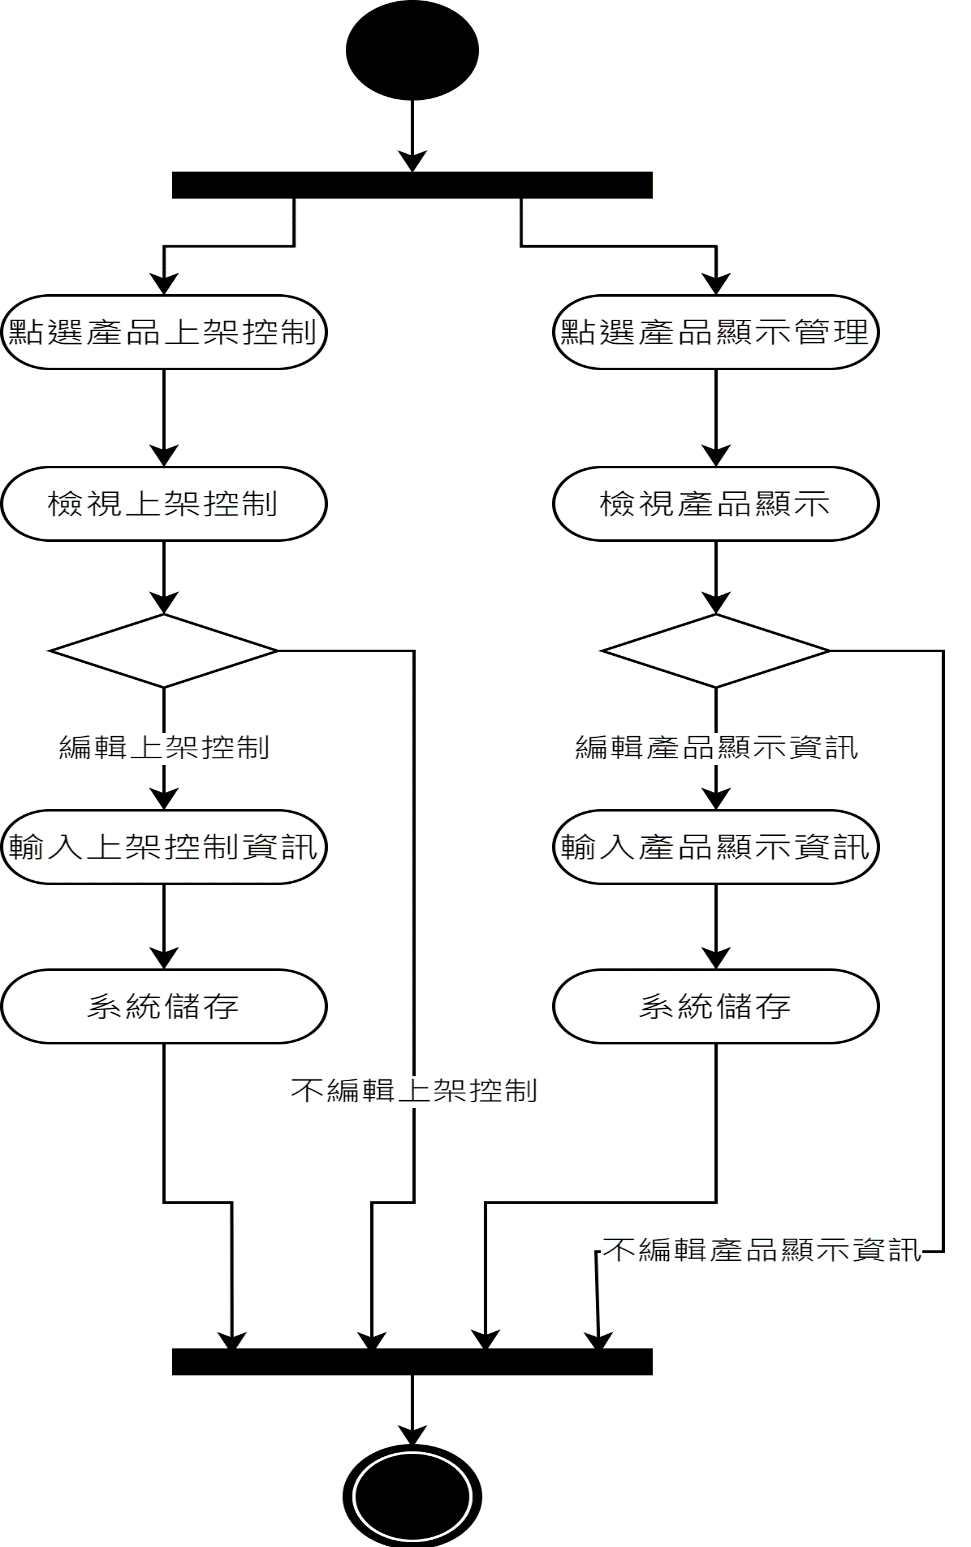 點選產品上架控制
點選產品顯示管理
檢視上架控制
檢視產品顯示
編輯上架控制
編輯產品顯示資訊
輸入上架控制資訊
輸入產品顯示資訊
系統儲存
系統儲存
不編輯上架控制
不編輯產品顯示資訊